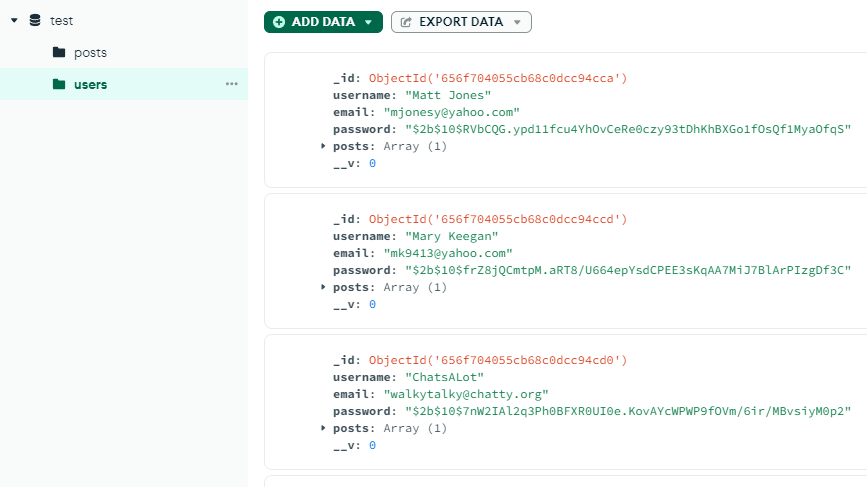 test
posts
users
ADD DATA
EXPORT DATA
_id: ObjectId('656f704055cb68c0dcc94cca')
username: "Matt Jones"
email: "mjonesy@yahoo.com"
password: "$2b$10$RVbCQG.ypd11fcu4YhOvCeRe0czy93tDhKhBXGo1fOsQf1MyaOfqS"
posts: Array (1)
__v: 0
_id: ObjectId('656f704055cb68c0dcc94ccd')
username: "Mary Keegan"
email: "mk9413@yahoo.com"
password: "$2b$10$frZ8jQCmtpM.aRT8/U664epYsdCPEE3sKqAA7MiJ7BlArPIzgDf3C"
posts: Array (1)
__v: 0
_id: ObjectId('656f704055cb68c0dcc94cd0')
username: "ChatsALot"
email: "walkytalky@chatty.org"
password: "$2b$10$7nW2IAl2q3Ph0BFXR0UI0e.KovAYcWPWP9fOVm/6ir/MBvsiyM0p2"
posts: Array (1)
__v: 0